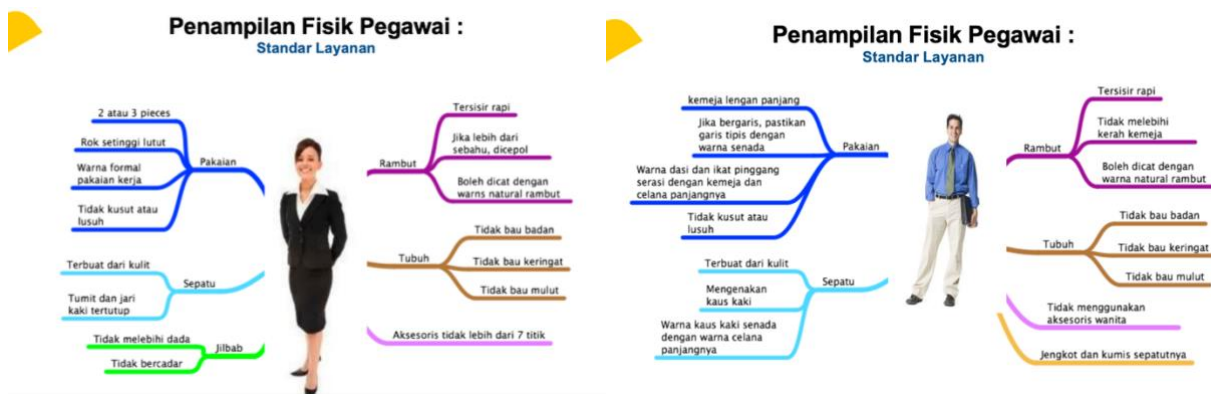 Penampilan Fisik Pegawai :
Standar Layanan
2 atau 3 pieces
Rok setinggi lutut
Warna formal
pakaian kerja
Tidak kusut atau
lusuh
Pakaian
Terbuat dari kulit
Tumit dan jari
kaki tertutup
Sepatu
Tidak melebihi dada
Tidak bercadar
Jilbab
Rambut
Tersisir rapi
Jika lebih dari
sebahu, dicepol
Boleh dicat dengan
warns natural rambut
Tubuh
Tidak bau badan
Tidak bau keringat
Tidak bau mulut
Aksesoris tidak lebih dari 7 titik
Penampilan Fisik Pegawai :
Standar Layanan
kemeja lengan panjang
Jika bergaris, pastikan
garis tipis dengan
warna senada
Warna dasi dan ikat pinggang
serasi dengan kemeja dan
celana panjangnya
Tidak kusut atau
lusuh
Pakaian
Terbuat dari kulit
Mengenakan
kaus kaki
Warna kaus kaki senada
dengan warna celana
panjangnya
Sepatu
Rambut
Tersisir rapi
Tidak melebihi
kerah kemeja
Boleh dicat dengan
warna natural rambut
Tubuh
Tidak bau badan
Tidak bau keringat
Tidak bau mulut
Tidak menggunakan
aksesoris wanita
Jengkot dan kumis sepatutnya